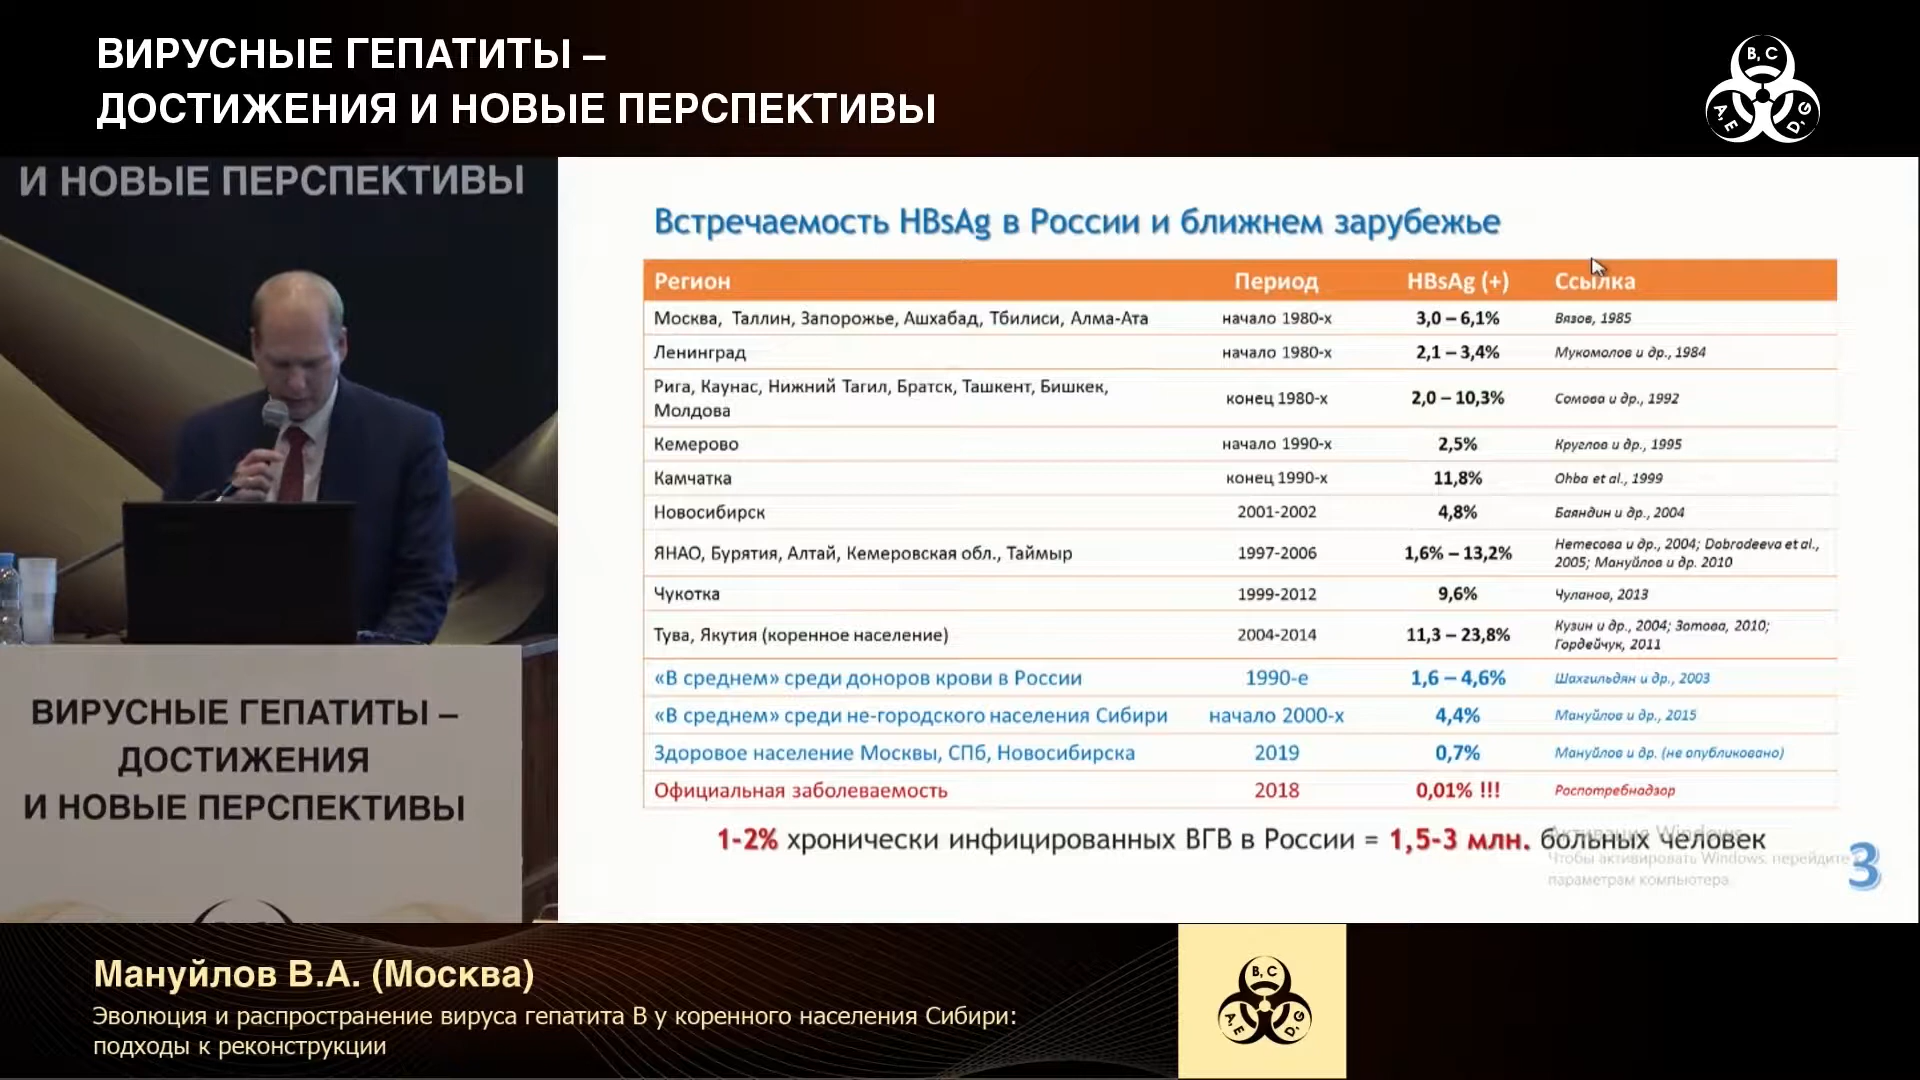 ВИРУСНЫЕ ГЕПАТИТЫ –
ДОСТИЖЕНИЯ И НОВЫЕ ПЕРСПЕКТИВЫ
B, C
A, E
D, G
И НОВЫЕ ПЕРСПЕКТИВЫ
ВИРУСНЫЕ ГЕПАТИТЫ –
ДОСТИЖЕНИЯ
И НОВЫЕ ПЕРСПЕКТИВЫ
Встречаемость HBsAg в России и ближнем зарубежье
Регион Период HBsAg (+) Ссылка
Москва, Таллин, Запорожье, Ашхабад, Тбилиси, Алма-Ата начало 1980-х 3,0 – 6,1% Вязов, 1985
Ленинград начало 1980-х 2,1 – 3,4% Мукомолов и др., 1984
Рига, Каунас, Нижний Тагил, Братск, Ташкент, Бишкек,
Молдова конец 1980-х 2,0 – 10,3% Сомова и др., 1992
Кемерово начало 1990-х 2,5% Круглов и др., 1995
Камчатка конец 1990-х 11,8% Ohba et al., 1999
Новосибирск 2001-2002 4,8% Баяндин и др., 2004
ЯНАО, Бурятия, Алтай, Кемеровская обл., Таймыр 1997-2006 1,6% – 13,2% Нетесова и др., 2004; Dobrodeeva et al.,
2005; Мануйлов и др. 2010
Чукотка 1999-2012 9,6% Чуланов, 2013
Тува, Якутия (коренное население) 2004-2014 11,3 – 23,8% Кузин и др., 2004; Зотова, 2010;
Гордейчук, 2011
«В среднем» среди доноров крови в России 1990-е 1,6 – 4,6% Шахгильдян и др., 2003
«В среднем» среди не-городского населения Сибири начало 2000-х 4,4% Мануйлов и др., 2015
Здоровое население Москвы, СПб, Новосибирска 2019 0,7% Мануйлов и др. (не опубликовано)
Официальная заболеваемость 2018 0,01% !!! Роспотребнадзор
1-2% хронически инфицированных ВГВ в России = 1,5-3 млн. больных человек
Активация Windows
Чтобы активировать Windows, перейдите
параметрам компьютера
3
Мануйлов В.А. (Москва)
Эволюция и распространение вируса гепатита В у коренного населения Сибири:
подходы к реконструкции
B, C
A, E
D, G